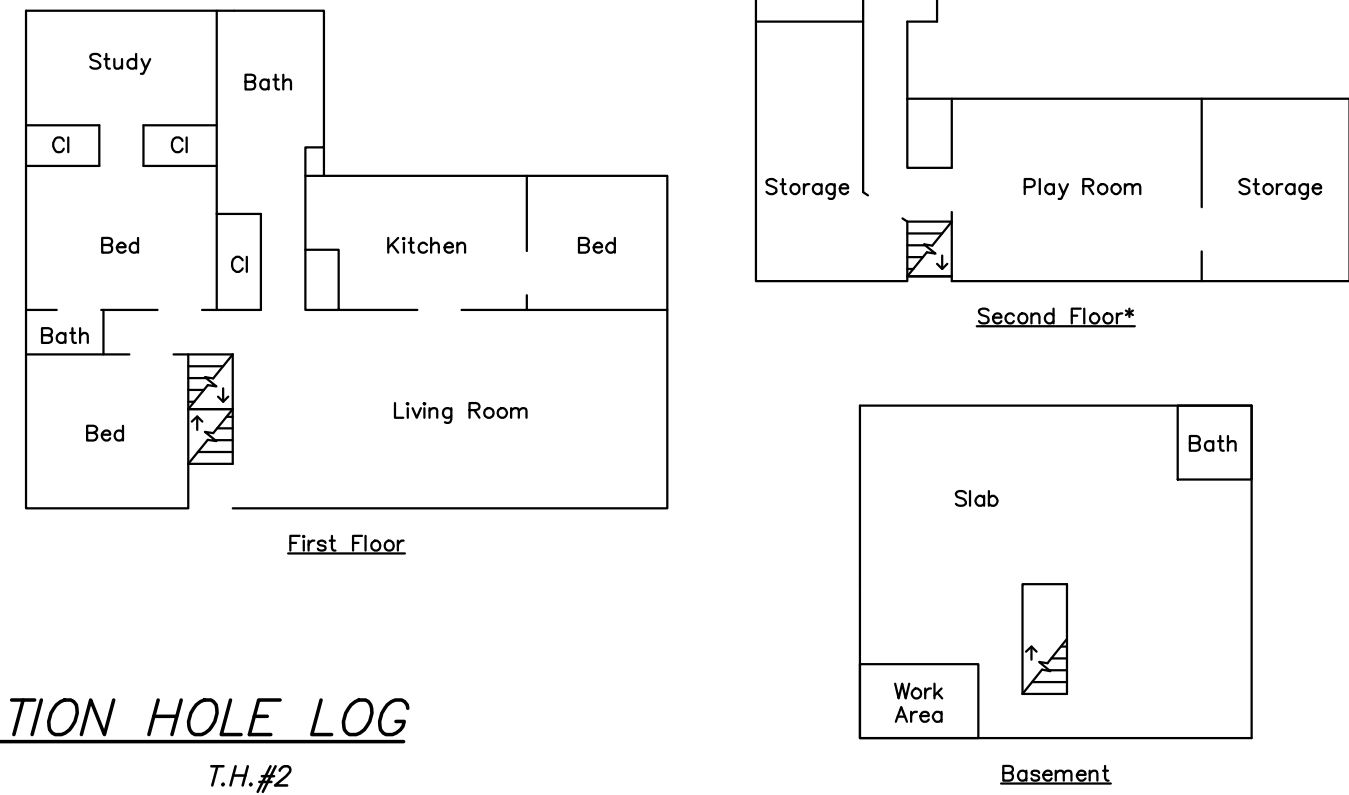 Study
Bath
Cl
Cl
Bed
Cl
Kitchen
Bed
Bath
Bed
Living Room
First Floor
Storage
Play Room
Storage
Second Floor*
Bath
Slab
Work
Area
Basement
TION HOLE LOG
T.H.#2